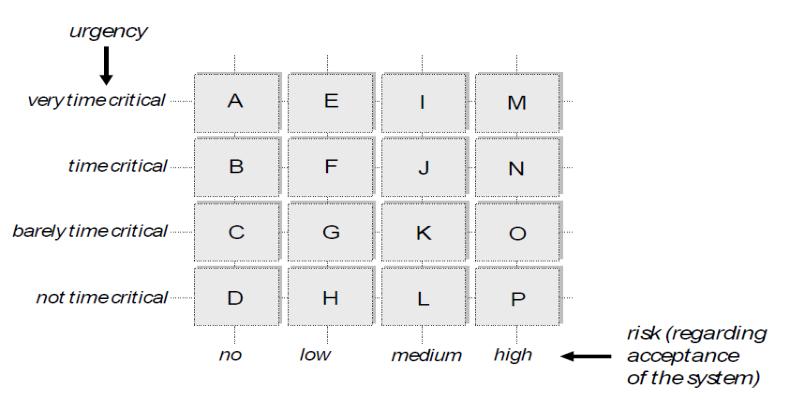 urgency
very time critical A E I M
time critical B F J N
barely time critical C G K O
not time critical D H L P
no low medium high
risk (regarding
acceptance
of the system)